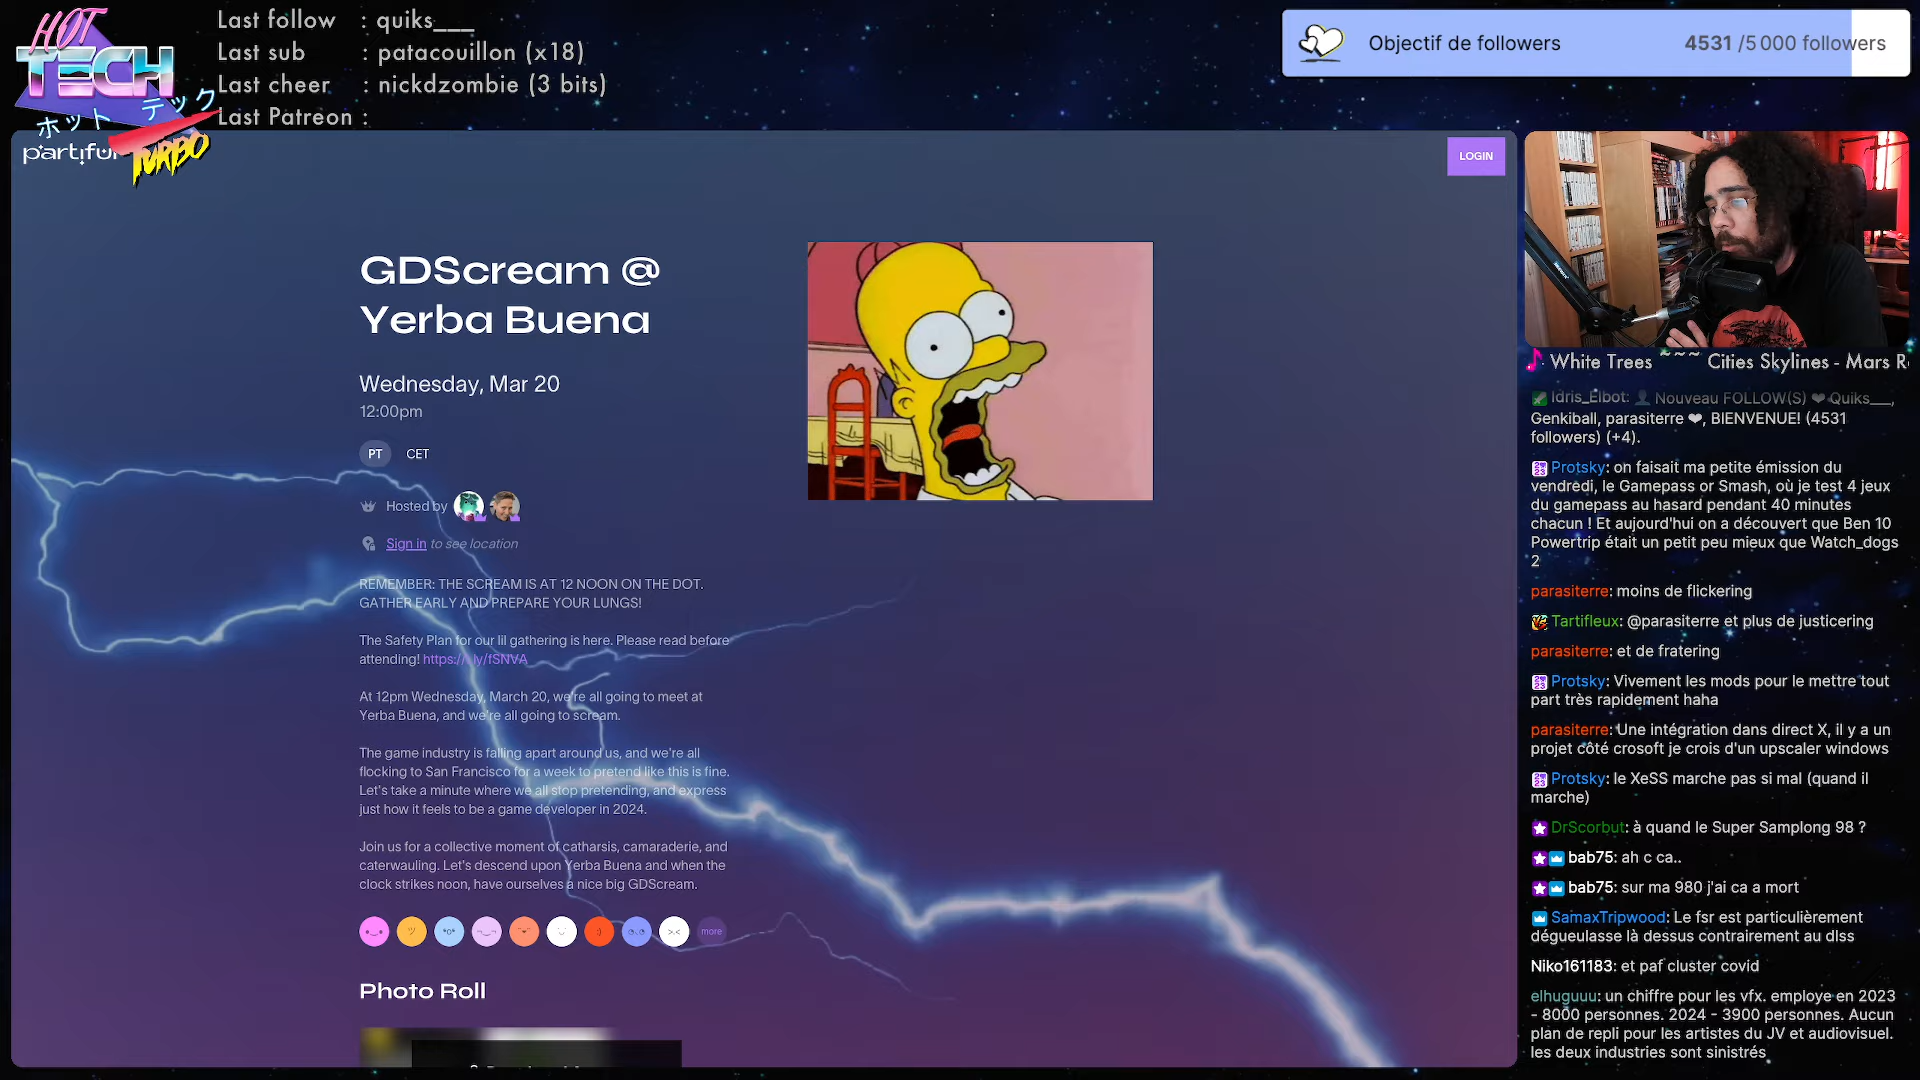 HOT
TECH
ホット テック
TURBO
Last follow : quiks___
Last sub : patacouillon (x18)
Last cheer : nickdzombie (3 bits)
Last Patreon :
Objectif de followers
4531 /5 000 followers
partiful
LOGIN
GDScream @
Yerba Buena
Wednesday, Mar 20
12:00pm
PT CET
Hosted by
Sign in to see location
REMEMBER: THE SCREAM IS AT 12 NOON ON THE DOT.
GATHER EARLY AND PREPARE YOUR LUNGS!
The Safety Plan for our lil gathering is here. Please read before
attending!
At 12pm Wednesday, March 20, we're all going to meet at
Yerba Buena, and we're all going to scream.
The game industry is falling apart around us, and we're all
flocking to San Francisco for a week to pretend like this is fine.
Let's take a minute where we all stop pretending, and express
just how it feels to be a game developer in 2024.
Join us for a collective moment of catharsis, camaraderie, and
caterwauling. Let's descend upon Yerba Buena and when the
clock strikes noon, have ourselves a nice big GDScream.
more
Photo Roll
White Trees ~~~ Cities Skylines - Mars R
Idris_Elbot: Nouveau FOLLOW(S) ❤ Quiks___,
Genkiball, parasiterre ❤, BIENVENUE! (4531
followers) (+4).
Protsky: on faisait ma petite émission du
vendredi, le Gamepass or Smash, où je test 4 jeux
du gamepass au hasard pendant 40 minutes
chacun ! Et aujourd'hui on a découvert que Ben 10
Powertrip était un petit peu mieux que Watch_dogs
2
parasiterre: moins de flickering
Tartifleux: @parasiterre et plus de justicering
parasiterre: et de fratering
Protsky: Vivement les mods pour le mettre tout
part très rapidement haha
parasiterre: Une intégration dans direct X, il y a un
projet côté crosoft je crois d'un upscaler windows
Protsky: le XeSS marche pas si mal (quand il
marche)
DrScorbut: à quand le Super Samplong 98 ?
bab75: ah c ca..
bab75: sur ma 980 j'ai ca a mort
SamaxTripwood: Le fsr est particulièrement
dégueulasse là dessus contrairement au dlss
Niko161183: et paf cluster covid
elhuguuu: un chiffre pour les vfx. employe en 2023
- 8000 personnes. 2024 - 3900 personnes. Aucun
plan de repli pour les artistes du JV et audiovisuel.
les deux industries sont sinistrés